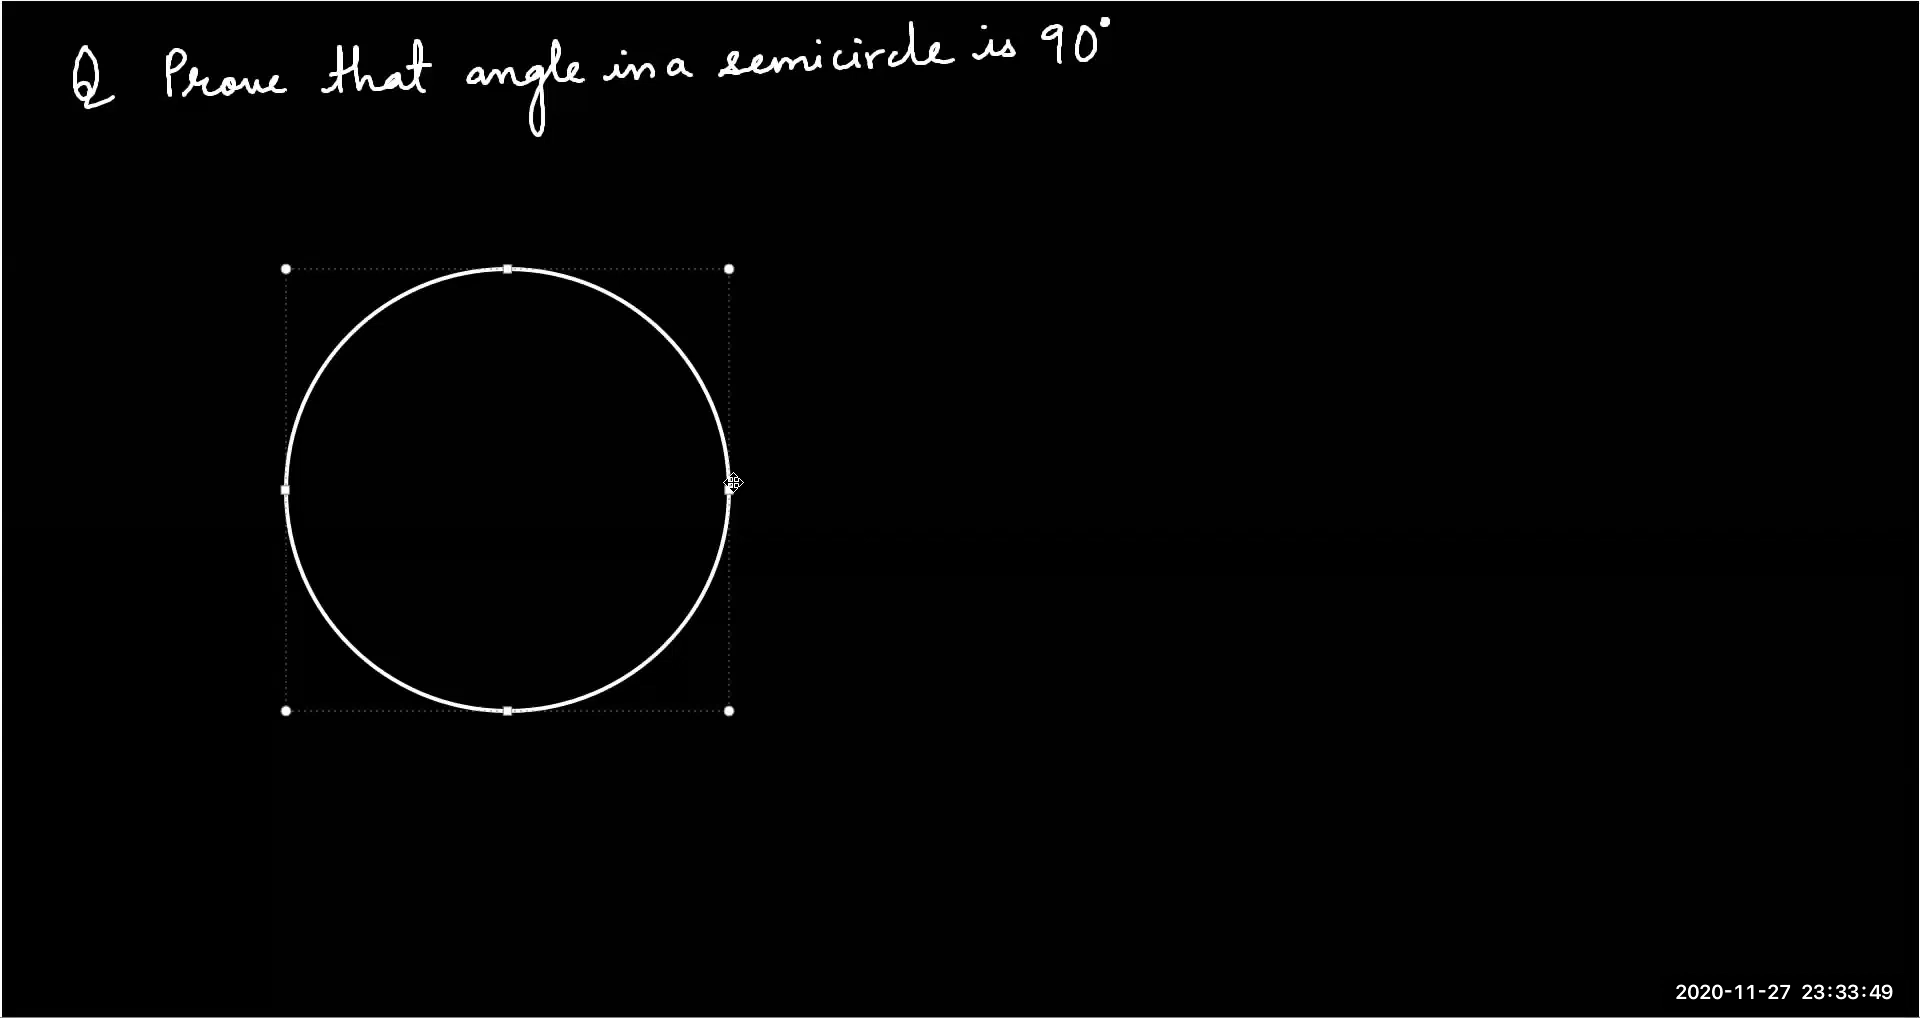 Q Prove that angle in a semicircle is 90°
2020-11-27 23:33:49